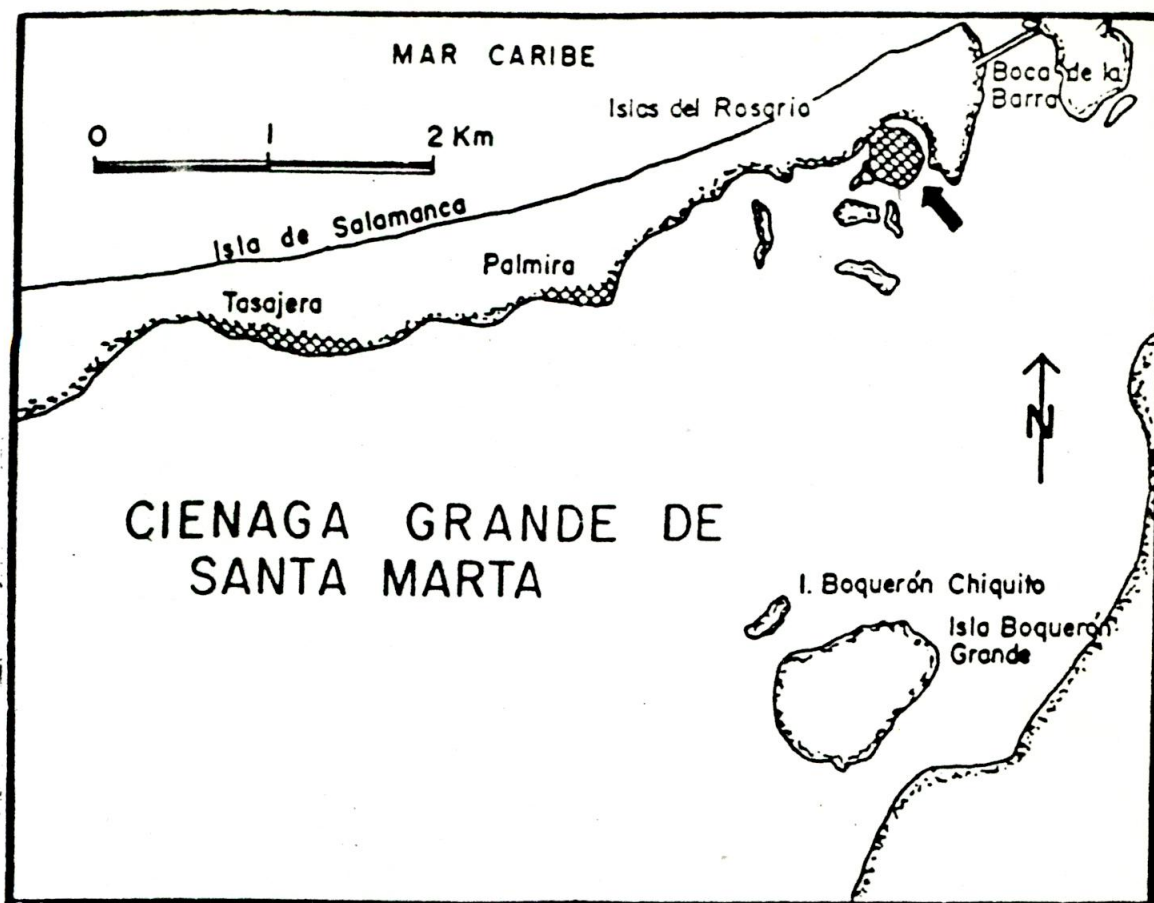 MAR CARIBE
Islas del Rosario
Boca de la
Barra
0 1 2 Km
Isla de Salamanca
Palmira
Tasajera
N
CIENAGA GRANDE DE
SANTA MARTA
I. Boquerón Chiquito
Isla Boquerón
Grande